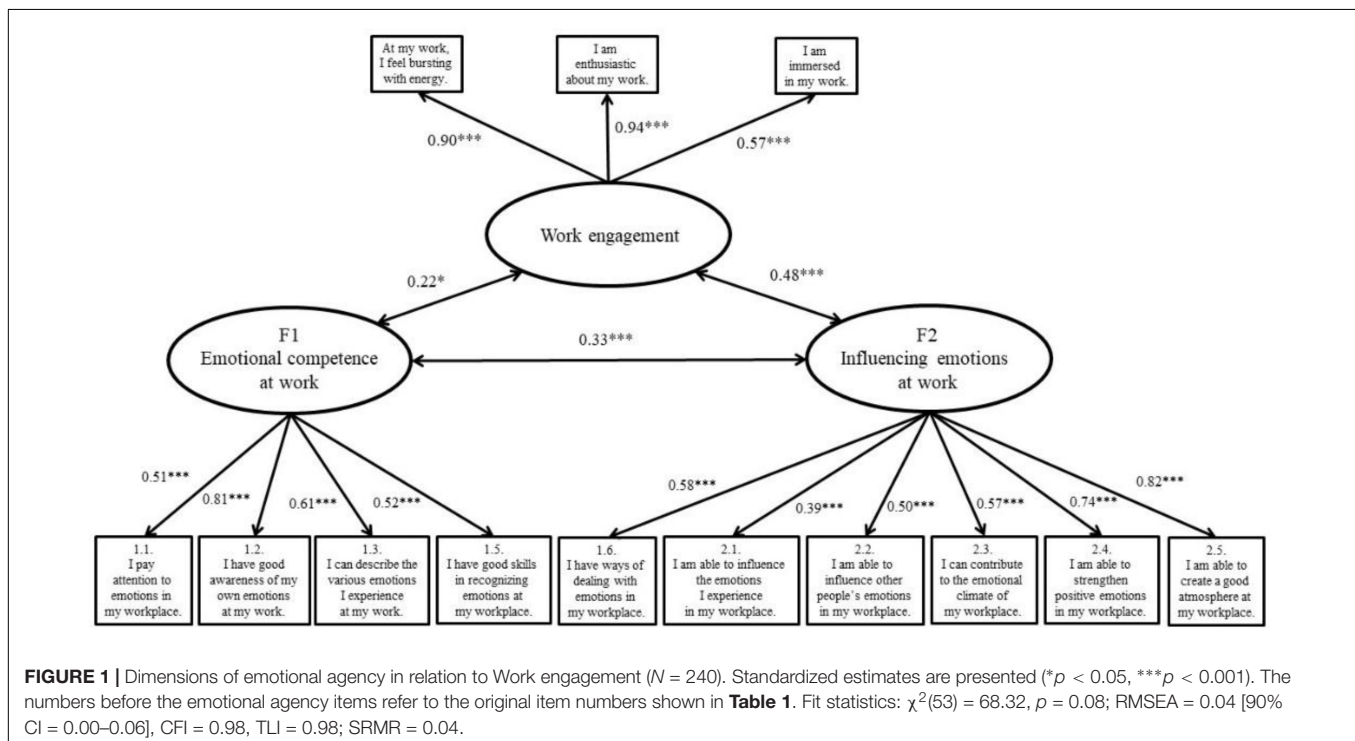 At my work,
I feel bursting
with energy.
I am
enthusiastic
about my work.
I am
immersed
in my work.
0.90***
0.94***
0.57***
Work engagement
0.22*
0.48***
F1
Emotional competence
at work
0.33***
F2
Influencing emotions
at work
0.51***
0.81***
0.61***
0.52***
0.58***
0.39***
0.50***
0.57***
0.74***
0.82***
1.1.
I pay
attention to
emotions in
my workplace.
1.2.
I have good
awareness of my
own emotions
at my work.
1.3.
I can describe the
various emotions
I experience
at my work.
1.5.
I have good skills
in recognizing
emotions at
my workplace.
1.6.
I have ways of
dealing with
emotions in
my workplace.
2.1.
I am able to influence
the emotions
I experience
in my workplace.
2.2.
I am able to
influence other
people´s emotions
in my workplace.
2.3.
I can contribute
to the emotional
climate of
my workplace.
2.4.
I am able to
strengthen
positive emotions
in my workplace.
2.5.
I am able to
create a good
atmosphere at
my workplace.
FIGURE 1 | Dimensions of emotional agency in relation to Work engagement (N = 240). Standardized estimates are presented (*p < 0.05, ***p < 0.001). The
numbers before the emotional agency items refer to the original item numbers shown in Table 1. Fit statistics: χ²(53) = 68.32, p = 0.08; RMSEA = 0.04 [90%
CI = 0.00–0.06], CFI = 0.98, TLI = 0.98; SRMR = 0.04.